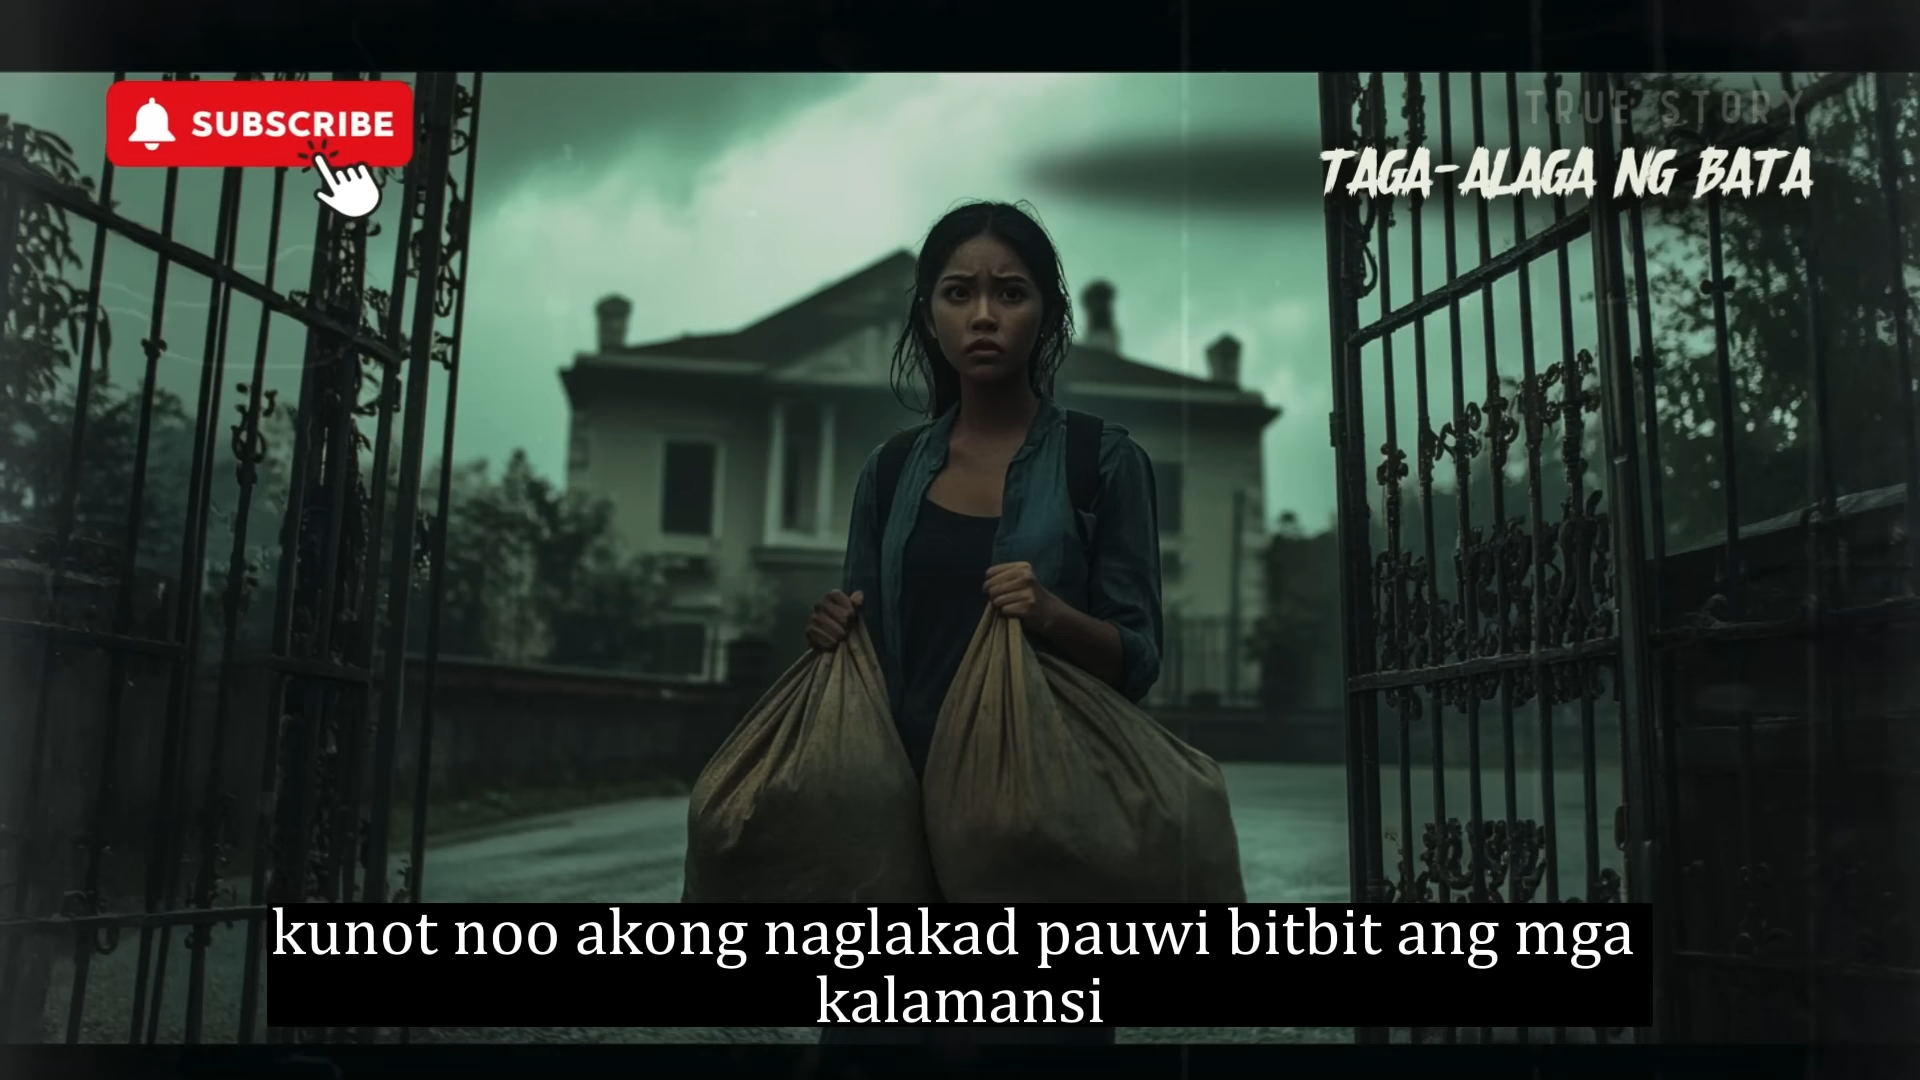 SUBSCRIBE
TRUE STORY
TAGA-ALAGA NG BATA
kunot noo akong naglakad pauwi bitbit ang mga
kalamansi